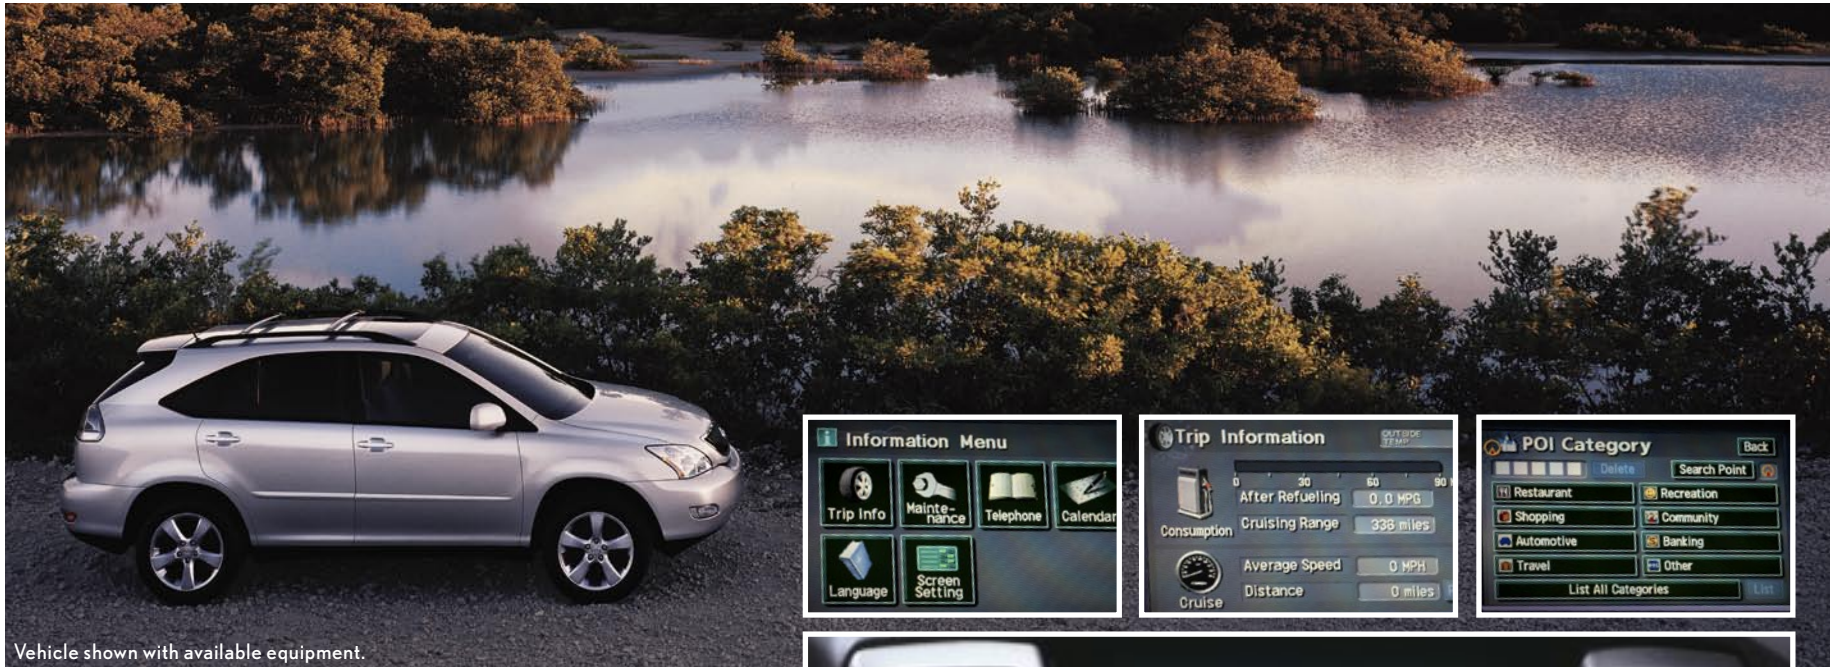 Information Menu
Trip Info
Mainte-
nance
Telephone
Calendar
Language
Screen
Setting
Trip Information
OUTSIDE
TEMP
0 30 60 90
After Refueling 0.0 MPG
Consumption
Cruising Range 336 miles
Average Speed 0 MPH
Cruise
Distance 0 miles
POI Category
Back
Delete
Search Point
Restaurant
Recreation
Shopping
Community
Automotive
Banking
Travel
Other
List All Categories
List
Vehicle shown with available equipment.